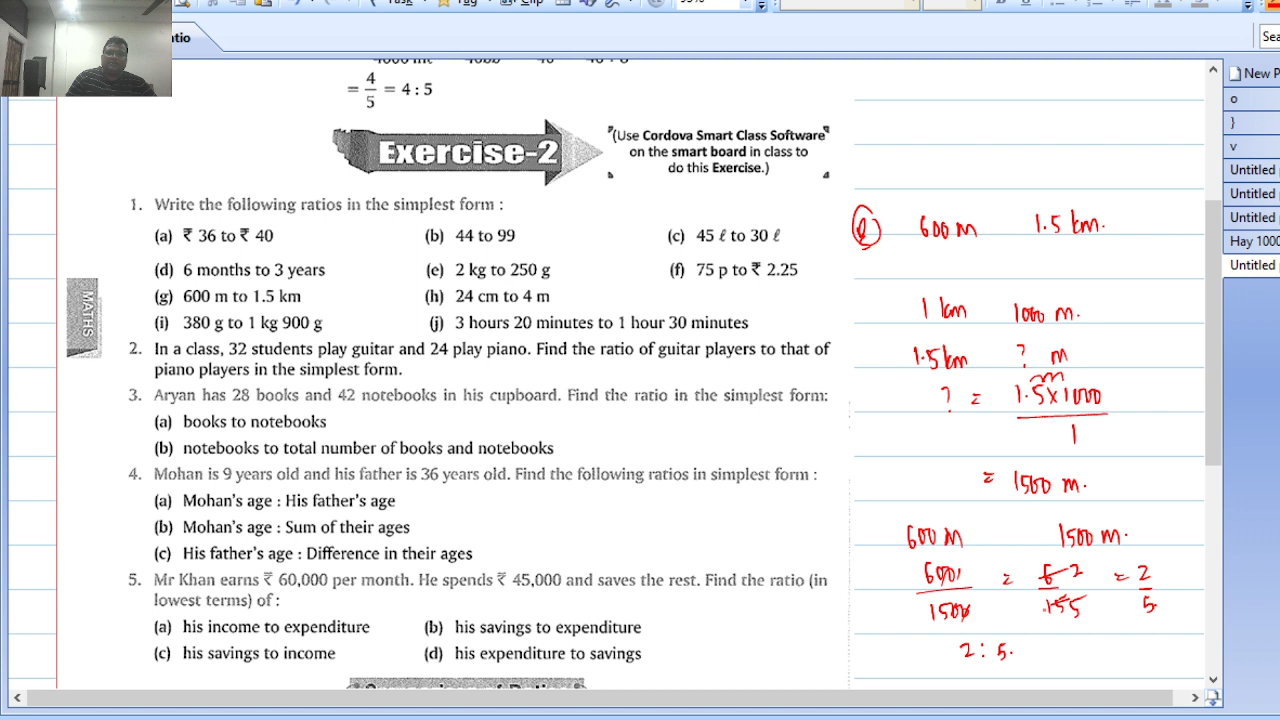 tio
Sea
New P
o
}
v
Untitled
Untitled
Untitled
Hay 1000
Untitled
= 4/5 = 4 : 5
Exercise-2
(Use Cordova Smart Class Software
on the smart board in class to
do this Exercise.)
MATHS
1. Write the following ratios in the simplest form :
(a) ₹ 36 to ₹ 40 (b) 44 to 99 (c) 45 ℓ to 30 ℓ
(d) 6 months to 3 years (e) 2 kg to 250 g (f) 75 p to ₹ 2.25
(g) 600 m to 1.5 km (h) 24 cm to 4 m
(i) 380 g to 1 kg 900 g (j) 3 hours 20 minutes to 1 hour 30 minutes
2. In a class, 32 students play guitar and 24 play piano. Find the ratio of guitar players to that of
piano players in the simplest form.
3. Aryan has 28 books and 42 notebooks in his cupboard. Find the ratio in the simplest form:
(a) books to notebooks
(b) notebooks to total number of books and notebooks
4. Mohan is 9 years old and his father is 36 years old. Find the following ratios in simplest form :
(a) Mohan's age : His father's age
(b) Mohan's age : Sum of their ages
(c) His father's age : Difference in their ages
5. Mr Khan earns ₹ 60,000 per month. He spends ₹ 45,000 and saves the rest. Find the ratio (in
lowest terms) of :
(a) his income to expenditure (b) his savings to expenditure
(c) his savings to income (d) his expenditure to savings
600 m 1.5 km.
1 km 1000 m.
1.5 km ? m
? = 1.5 x 1000
1
= 1500 m.
600 m 1500 m.
600/1500 = 6/15 = 2/5
2 : 5.